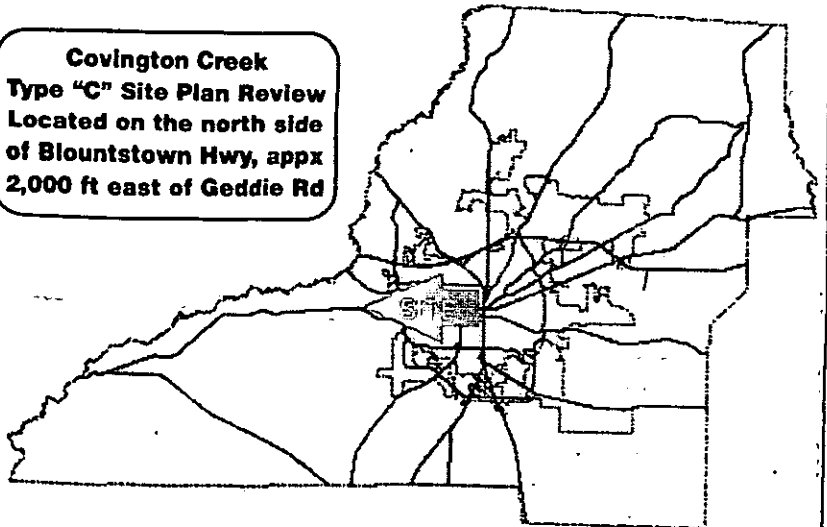 Covington Creek
Type “C” Site Plan Review
Located on the north side
of Blountstown Hwy, appx
2,000 ft east of Geddie Rd
SITE